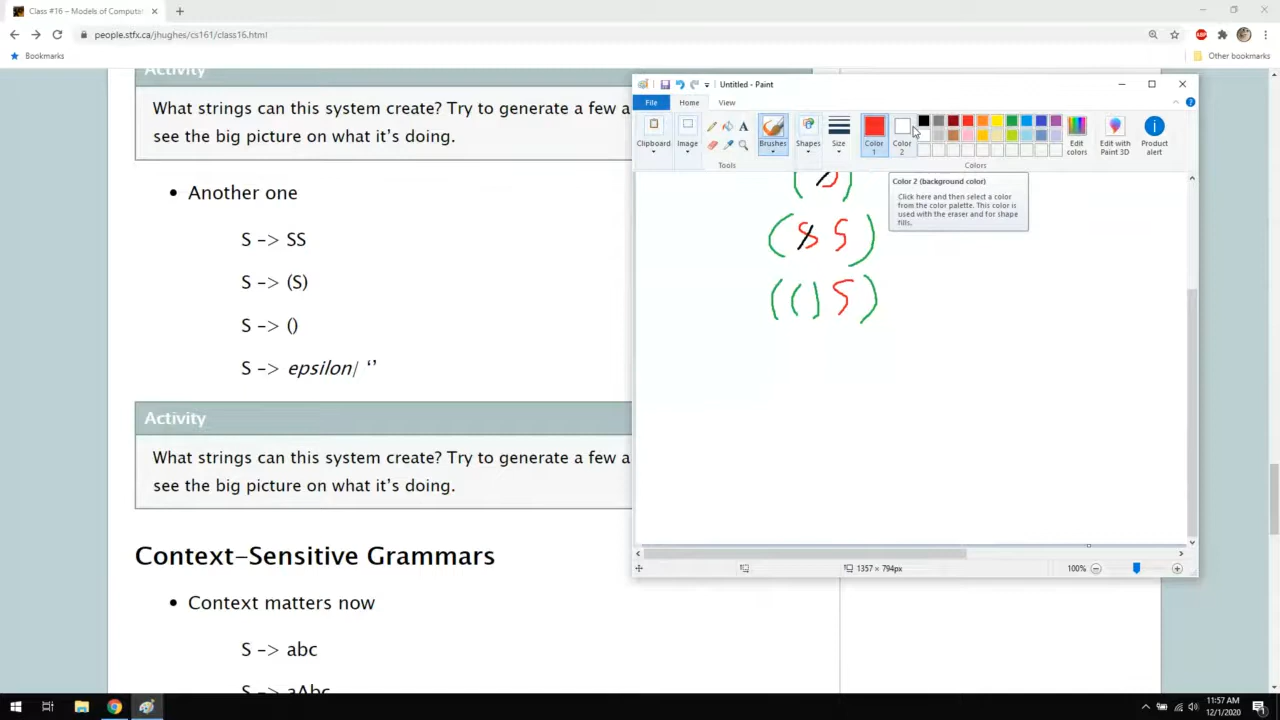 Class #16 – Models of Computa
people.stfx.ca/jhughes/cs161/class16.html
ABP
Bookmarks
Other bookmarks
Activity
What strings can this system create? Try to generate a few a
see the big picture on what it's doing.
• Another one
S –> SS
S –> (S)
S –> ()
S –> epsilon/ ‘’
Activity
What strings can this system create? Try to generate a few a
see the big picture on what it's doing.
Context–Sensitive Grammars
• Context matters now
S –> abc
S –> aAbc
Untitled - Paint
File
Home
View
Clipboard
Image
Tools
Brushes
Shapes
Size
Color 1
Color 2
Colors
Edit colors
Edit with Paint 3D
Product alert
Color 2 (background color)
Click here and then select a color
from the color palette. This color is
used with the eraser and for shape
fills.
( S )
( S S )
( ( ) S )
1357 × 794px
100%
11:57 AM
12/1/2020